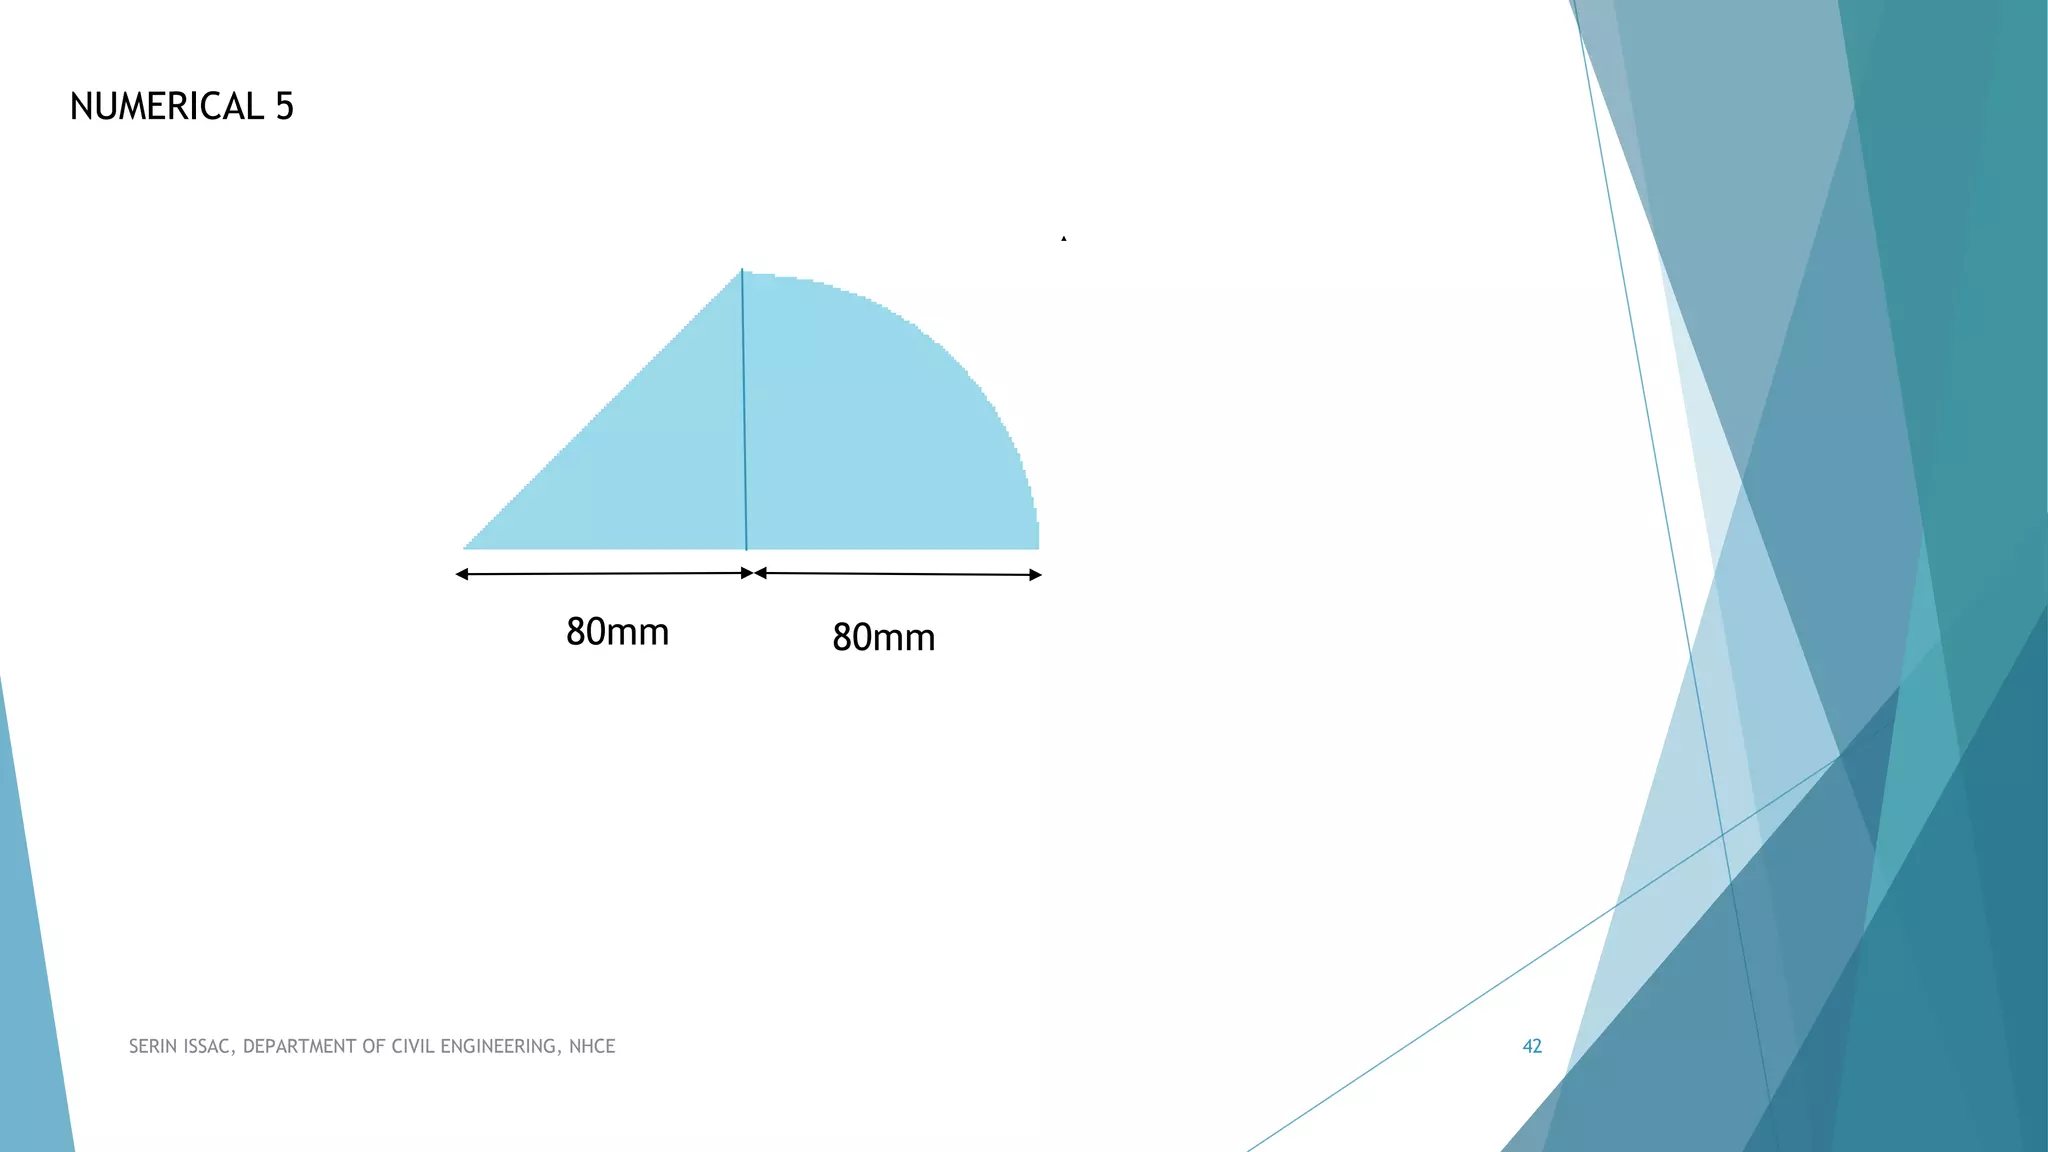 NUMERICAL 5
80mm
80mm
SERIN ISSAC, DEPARTMENT OF CIVIL ENGINEERING, NHCE
42